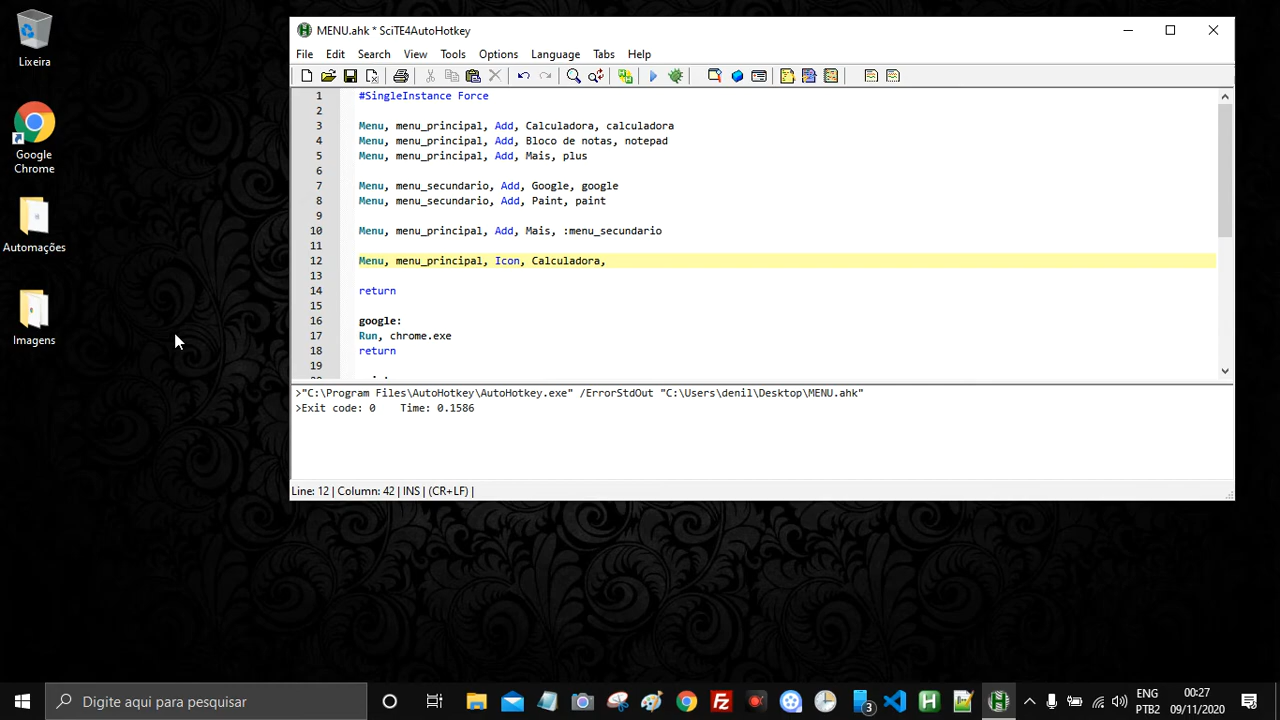 Lixeira
Google
Chrome
Automações
Imagens
MENU.ahk * SciTE4AutoHotkey
File Edit Search View Tools Options Language Tabs Help
1 #SingleInstance Force
2
3 Menu, menu_principal, Add, Calculadora, calculadora
4 Menu, menu_principal, Add, Bloco de notas, notepad
5 Menu, menu_principal, Add, Mais, plus
6
7 Menu, menu_secundario, Add, Google, google
8 Menu, menu_secundario, Add, Paint, paint
9
10 Menu, menu_principal, Add, Mais, :menu_secundario
11
12 Menu, menu_principal, Icon, Calculadora,
13
14 return
15
16 google:
17 Run, chrome.exe
18 return
19
>"C:\Program Files\AutoHotkey\AutoHotkey.exe" /ErrorStdOut "C:\Users\denil\Desktop\MENU.ahk"
>Exit code: 0 Time: 0.1586
Line: 12 | Column: 42 | INS | (CR+LF) |
Digite aqui para pesquisar
3
ENG
PTB2
00:27
09/11/2020